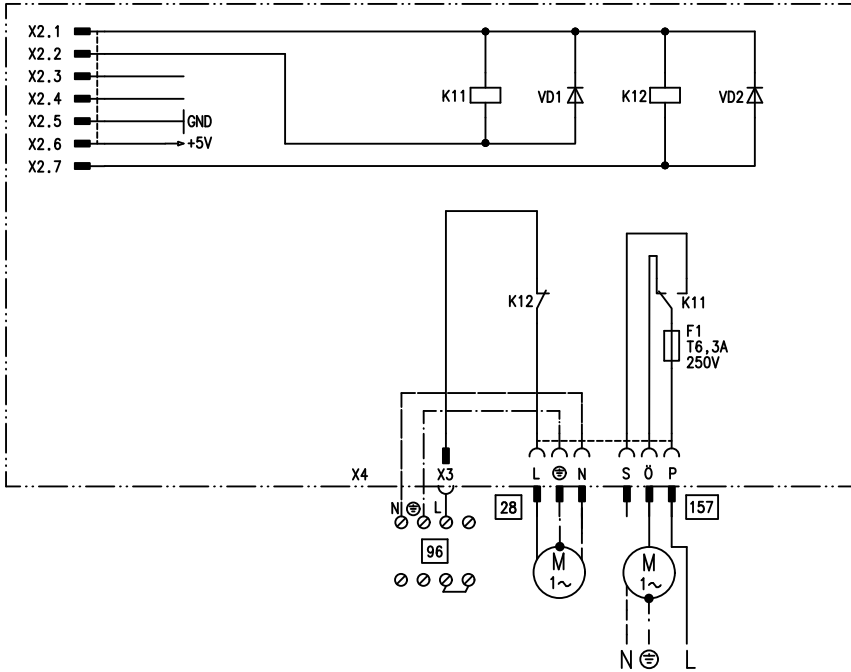 X2.1
X2.2
X2.3
X2.4
X2.5 GND
X2.6 +5V
X2.7
K11 VD1 K12 VD2
K12 K11
F1
T6,3A
250V
X4 X3 L N S Ö P
N L 28 157
96
M
1~
M
1~
N L